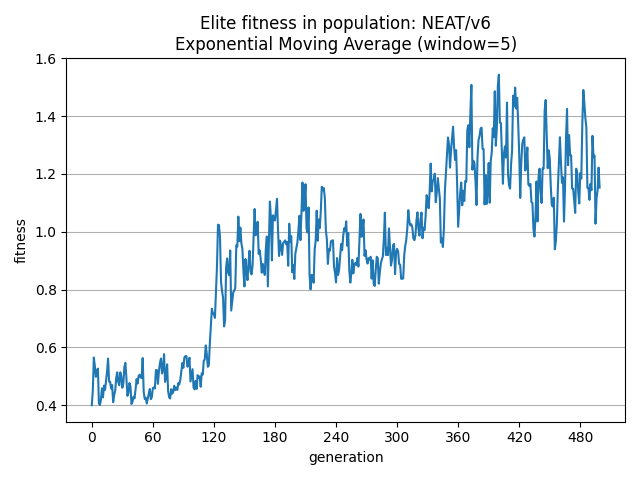 Elite fitness in population: NEAT/v6
Exponential Moving Average (window=5)
1.6
1.4
1.2
1.0
0.8
0.6
0.4
fitness
0 60 120 180 240 300 360 420 480
generation